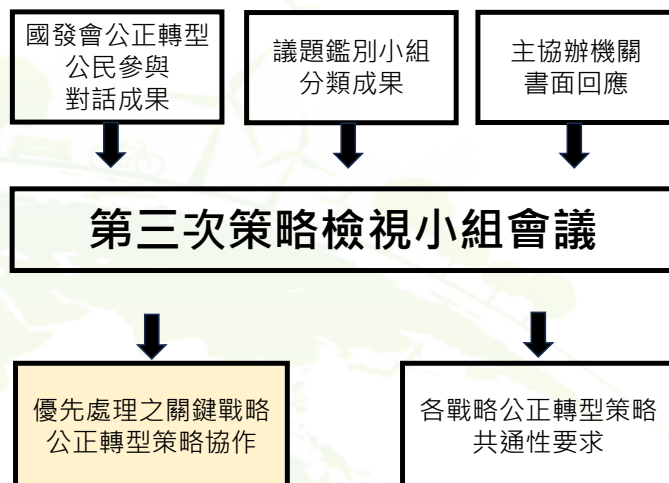 國發會公正轉型
公民參與
對話成果
議題鑑別小組
分類成果
主協辦機關
書面回應
第三次策略檢視小組會議
優先處理之關鍵戰略
公正轉型策略協作
各戰略公正轉型策略
共通性要求